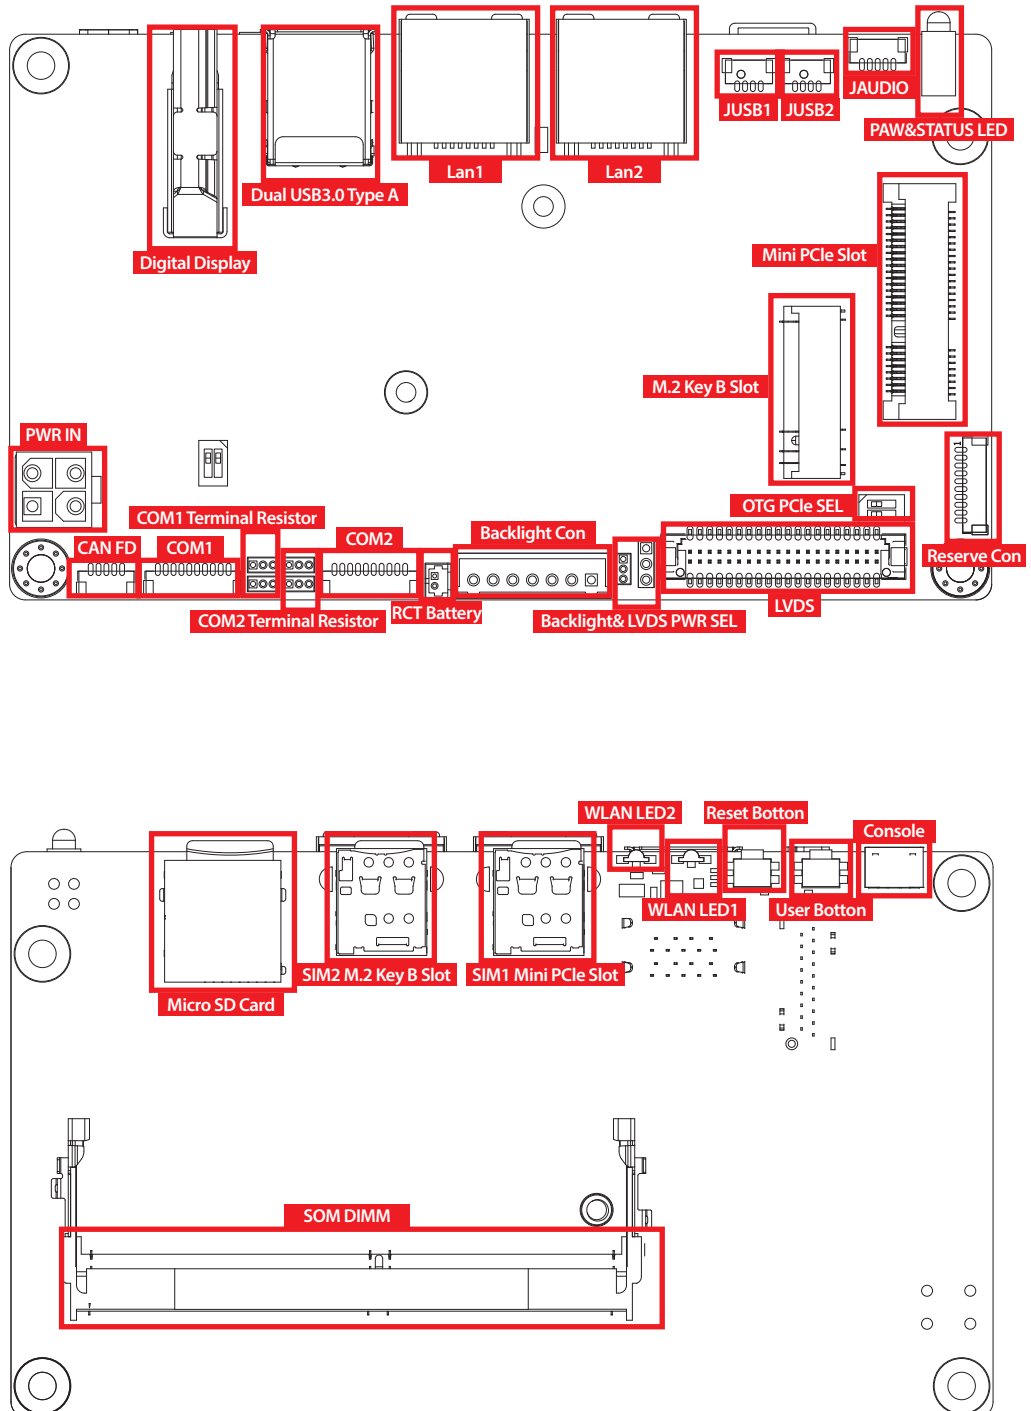 JUSB1
JUSB2
JAUDIO
PAW&STATUS LED
Lan1
Lan2
Dual USB3.0 Type A
Digital Display
Mini PCIe Slot
M.2 Key B Slot
PWR IN
1
OTG PCIe SEL
COM1 Terminal Resistor
CAN FD
COM1
COM2
Backlight Con
Reserve Con
LVDS
COM2 Terminal Resistor
RCT Battery
Backlight& LVDS PWR SEL
WLAN LED2
Reset Botton
Console
WLAN LED1
User Botton
SIM2 M.2 Key B Slot
SIM1 Mini PCIe Slot
Micro SD Card
SOM DIMM